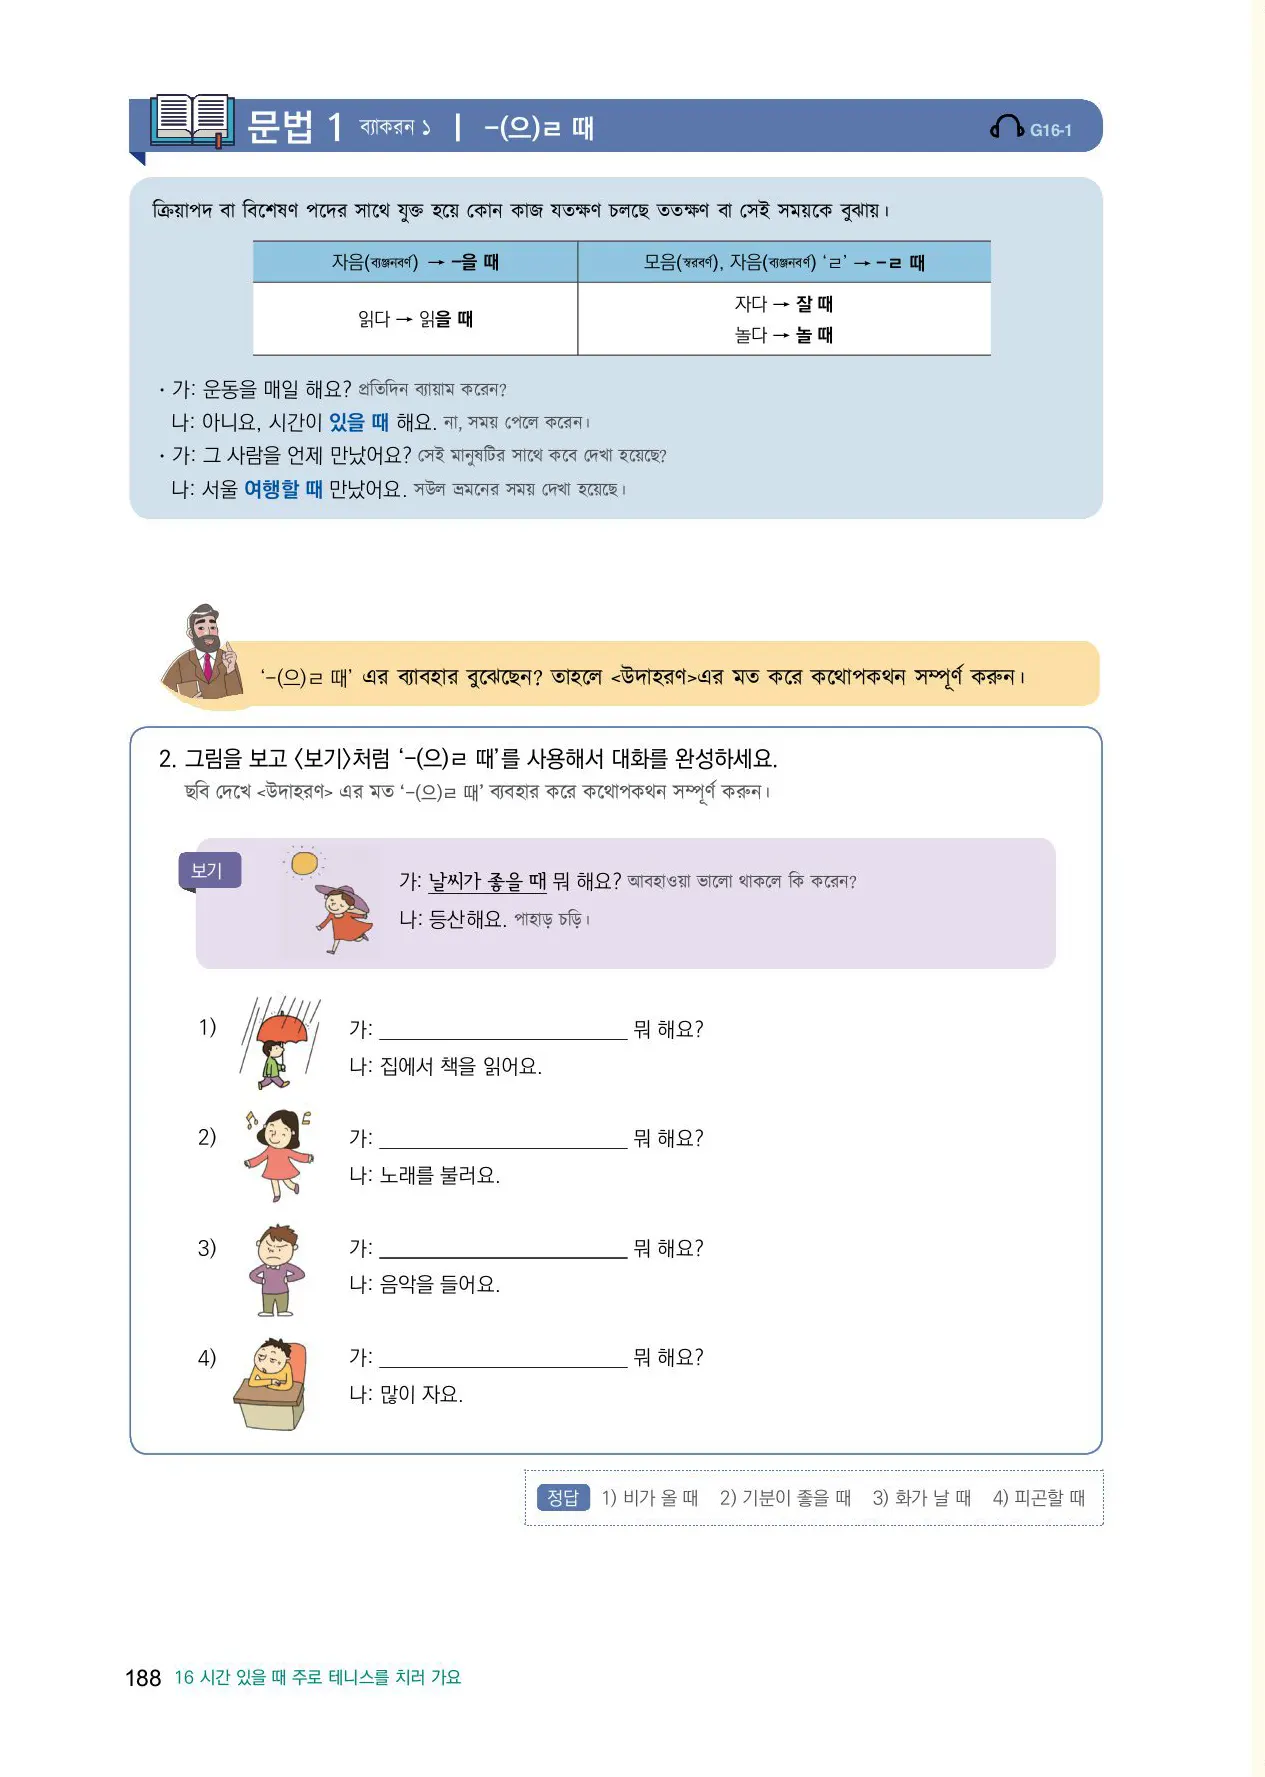 문법 1 ব্যাকরন ১ | -(으)ㄹ 때 G16-1
ক্রিয়াপদ বা বিশেষণ পদের সাথে যুক্ত হয়ে কোন কাজ যতক্ষণ চলছে ততক্ষণ বা সেই সময়কে বুঝায়।
자음(ব্যঞ্জনবর্ণ) → -을 때 모음(স্বরবর্ণ), 자음(ব্যঞ্জনবর্ণ) ‘ㄹ’ → -ㄹ 때
읽다 → 읽을 때
자다 → 잘 때
놀다 → 놀 때
· 가: 운동을 매일 해요? প্রতিদিন ব্যায়াম করেন?
나: 아니요, 시간이 있을 때 해요. না, সময় পেলে করেন।
· 가: 그 사람을 언제 만났어요? সেই মানুষটির সাথে কবে দেখা হয়েছে?
나: 서울 여행할 때 만났어요. সউল ভ্রমনের সময় দেখা হয়েছে।
‘-(으)ㄹ 때’ এর ব্যাবহার বুঝেছেন? তাহলে <উদাহরণ>এর মত করে কথোপকথন সম্পূর্ণ করুন।
2. 그림을 보고 〈보기〉처럼 ‘-(으)ㄹ 때’를 사용해서 대화를 완성하세요.
ছবি দেখে <উদাহরণ> এর মত ‘-(으)ㄹ 때’ ব্যবহার করে কথোপকথন সম্পূর্ণ করুন।
보기
가: 날씨가 좋을 때 뭐 해요? আবহাওয়া ভালো থাকলে কি করেন?
나: 등산해요. পাহাড় চড়ি।
1) 가: ____________________ 뭐 해요?
나: 집에서 책을 읽어요.
2) 가: ____________________ 뭐 해요?
나: 노래를 불러요.
3) 가: ____________________ 뭐 해요?
나: 음악을 들어요.
4) 가: ____________________ 뭐 해요?
나: 많이 자요.
정답 1) 비가 올 때 2) 기분이 좋을 때 3) 화가 날 때 4) 피곤할 때
188 16 시간 있을 때 주로 테니스를 치러 가요